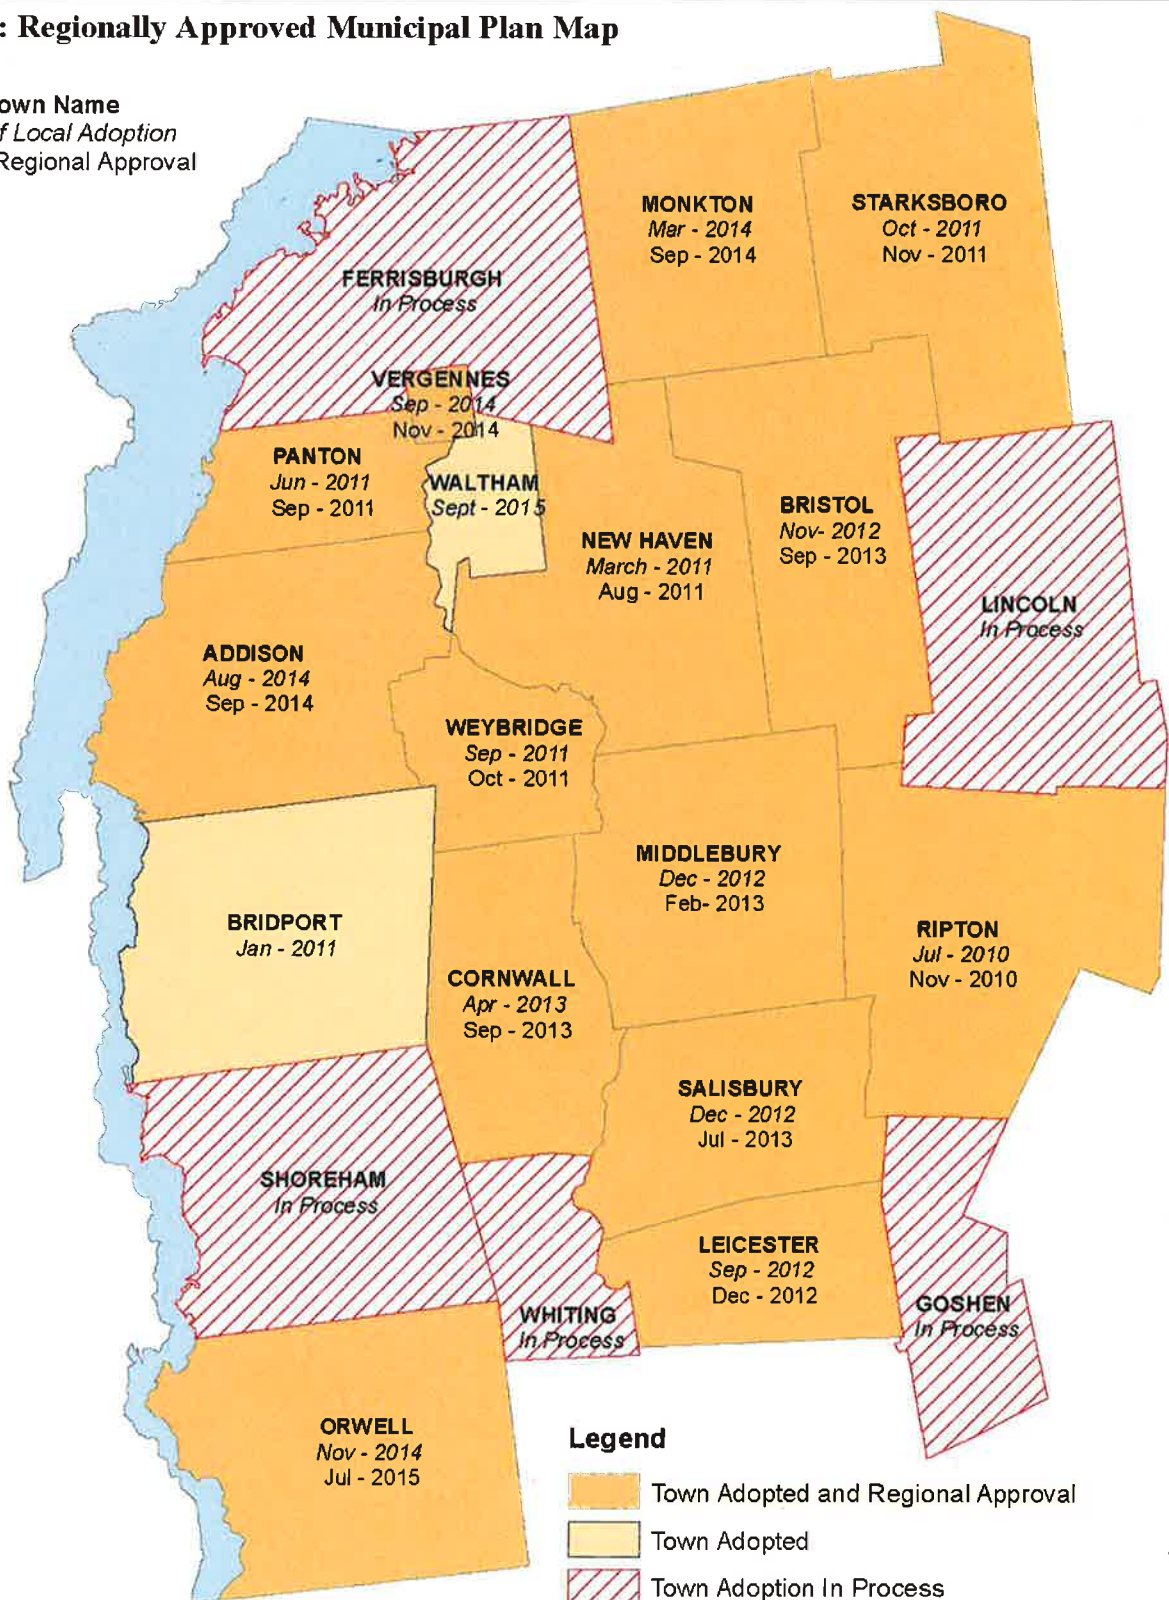 : Regionally Approved Municipal Plan Map
own Name
f Local Adoption
Regional Approval
MONKTON
Mar - 2014
Sep - 2014
STARKSBORO
Oct - 2011
Nov - 2011
FERRISBURGH
In Process
VERGENNES
Sep - 2014
Nov - 2014
PANTON
Jun - 2011
Sep - 2011
WALTHAM
Sept - 2015
NEW HAVEN
March - 2011
Aug - 2011
BRISTOL
Nov- 2012
Sep - 2013
LINCOLN
In Process
ADDISON
Aug - 2014
Sep - 2014
WEYBRIDGE
Sep - 2011
Oct - 2011
MIDDLEBURY
Dec - 2012
Feb- 2013
BRIDPORT
Jan - 2011
RIPTON
Jul - 2010
Nov - 2010
CORNWALL
Apr - 2013
Sep - 2013
SALISBURY
Dec - 2012
Jul - 2013
SHOREHAM
In Process
LEICESTER
Sep - 2012
Dec - 2012
WHITING
In Process
GOSHEN
In Process
ORWELL
Nov - 2014
Jul - 2015
Legend
Town Adopted and Regional Approval
Town Adopted
Town Adoption In Process